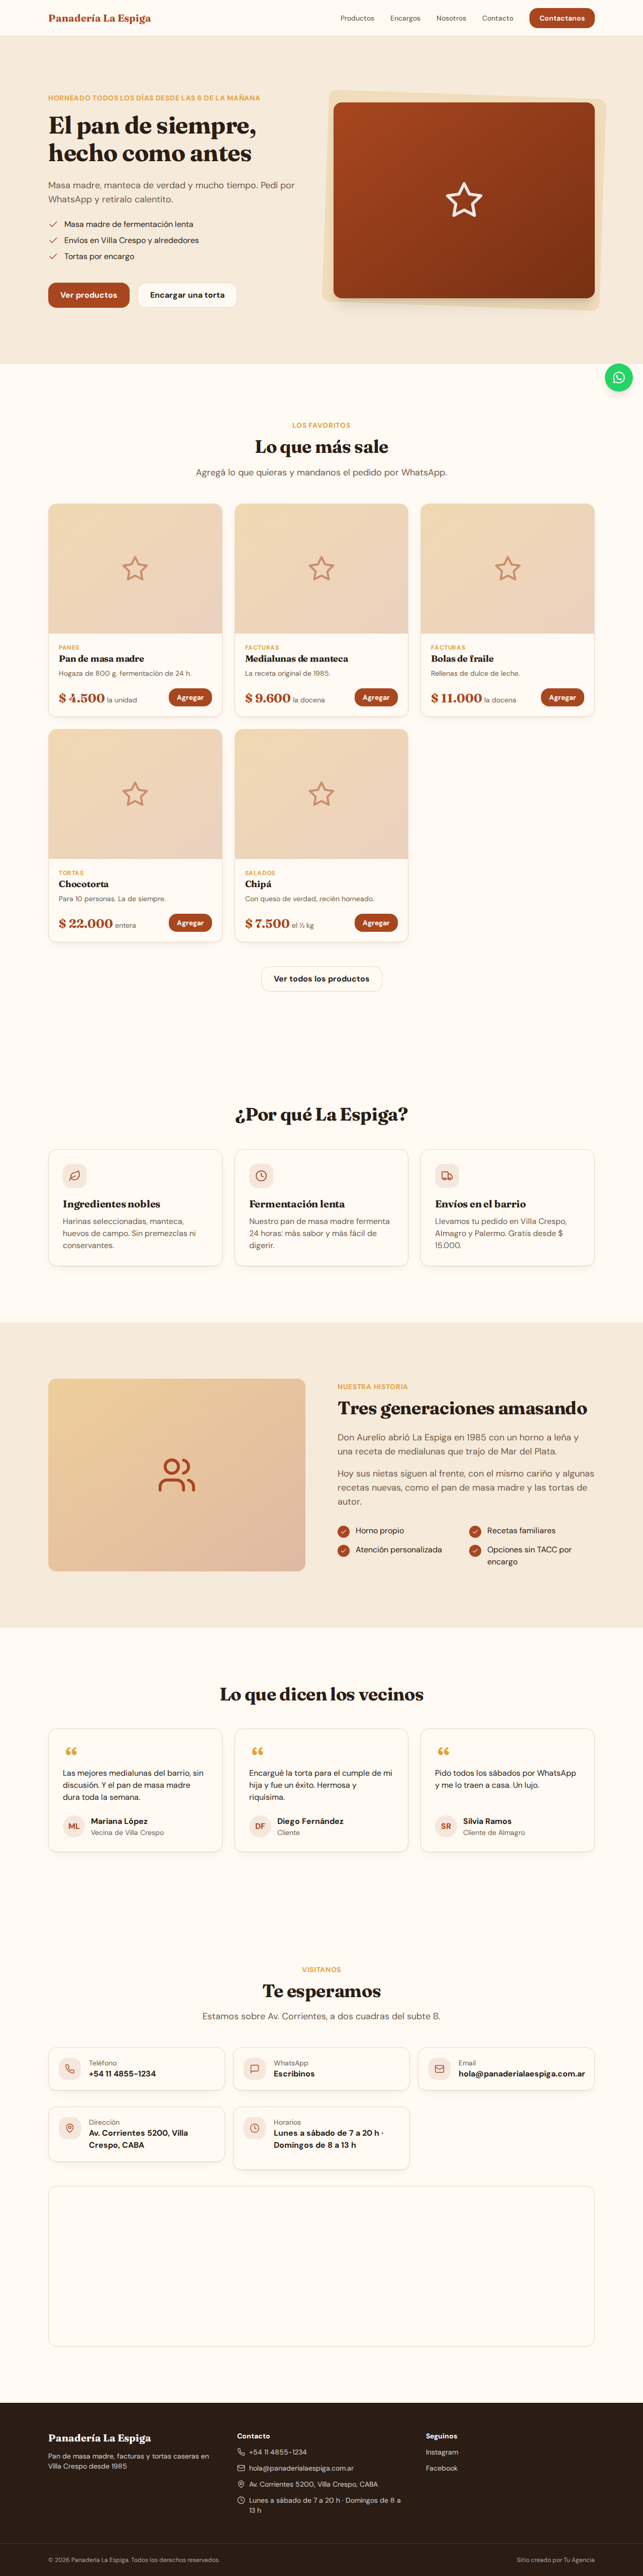 Panadería La Espiga
Productos
Encargos
Nosotros
Contacto
Contactanos
HORNEADO TODOS LOS DÍAS DESDE LAS 6 DE LA MAÑANA
El pan de siempre,
hecho como antes
Masa madre, manteca de verdad y mucho tiempo. Pedí por
WhatsApp y retiralo calentito.
Masa madre de fermentación lenta
Envíos en Villa Crespo y alrededores
Tortas por encargo
Ver productos
Encargar una torta
LOS FAVORITOS
Lo que más sale
Agregá lo que quieras y mandanos el pedido por WhatsApp.
PANES
Pan de masa madre
Hogaza de 800 g, fermentación de 24 h.
$ 4.500 la unidad
Agregar
FACTURAS
Medialunas de manteca
La receta original de 1985.
$ 9.600 la docena
Agregar
FACTURAS
Bolas de fraile
Rellenas de dulce de leche.
$ 11.000 la docena
Agregar
TORTAS
Chocotorta
Para 10 personas. La de siempre.
$ 22.000 entera
Agregar
SALADOS
Chipá
Con queso de verdad, recién horneado.
$ 7.500 el ½ kg
Agregar
Ver todos los productos
¿Por qué La Espiga?
Ingredientes nobles
Harinas seleccionadas, manteca,
huevos de campo. Sin premezclas ni
conservantes.
Fermentación lenta
Nuestro pan de masa madre fermenta
24 horas: más sabor y más fácil de
digerir.
Envíos en el barrio
Llevamos tu pedido en Villa Crespo,
Almagro y Palermo. Gratis desde $
15.000.
NUESTRA HISTORIA
Tres generaciones amasando
Don Aurelio abrió La Espiga en 1985 con un horno a leña y
una receta de medialunas que trajo de Mar del Plata.
Hoy sus nietas siguen al frente, con el mismo cariño y algunas
recetas nuevas, como el pan de masa madre y las tortas de
autor.
Horno propio
Recetas familiares
Atención personalizada
Opciones sin TACC por
encargo
Lo que dicen los vecinos
Las mejores medialunas del barrio, sin
discusión. Y el pan de masa madre
dura toda la semana.
ML
Mariana López
Vecina de Villa Crespo
Encargué la torta para el cumple de mi
hija y fue un éxito. Hermosa y
riquísima.
DF
Diego Fernández
Cliente
Pido todos los sábados por WhatsApp
y me lo traen a casa. Un lujo.
SR
Silvia Ramos
Cliente de Almagro
VISITANOS
Te esperamos
Estamos sobre Av. Corrientes, a dos cuadras del subte B.
Teléfono
+54 11 4855-1234
WhatsApp
Escribinos
Email
hola@panaderialaespiga.com.ar
Dirección
Av. Corrientes 5200, Villa
Crespo, CABA
Horarios
Lunes a sábado de 7 a 20 h ·
Domingos de 8 a 13 h
Panadería La Espiga
Pan de masa madre, facturas y tortas caseras en
Villa Crespo desde 1985
Contacto
+54 11 4855-1234
hola@panaderialaespiga.com.ar
Av. Corrientes 5200, Villa Crespo, CABA
Lunes a sábado de 7 a 20 h · Domingos de 8 a
13 h
Seguinos
Instagram
Facebook
© 2026 Panadería La Espiga. Todos los derechos reservados.
Sitio creado por Tu Agencia